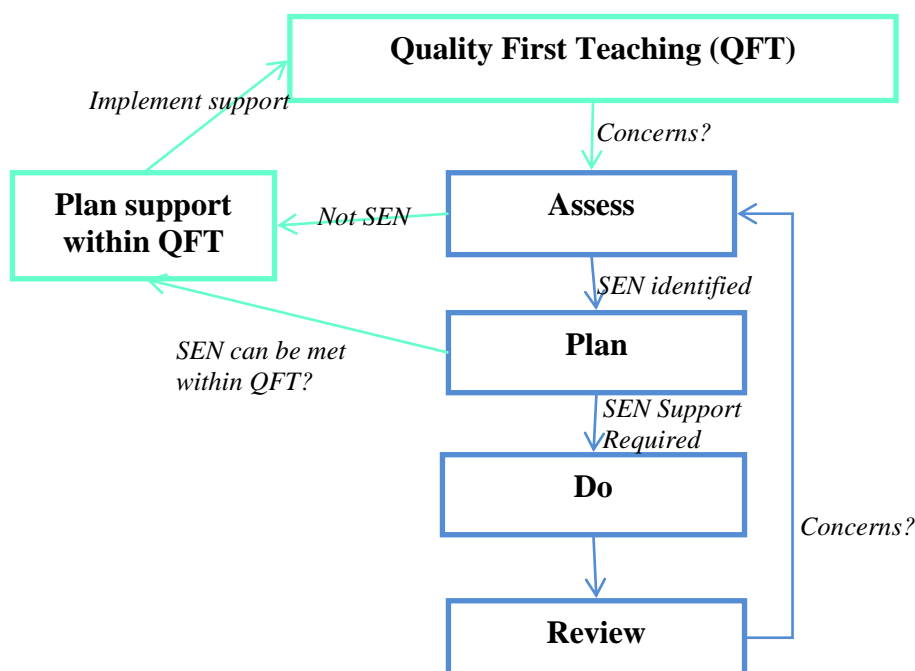 Quality First Teaching (QFT)
Implement support
Concerns?
Plan support
within QFT
Not SEN
Assess
SEN identified
Plan
SEN can be met
within QFT?
SEN Support
Required
Do
Concerns?
Review